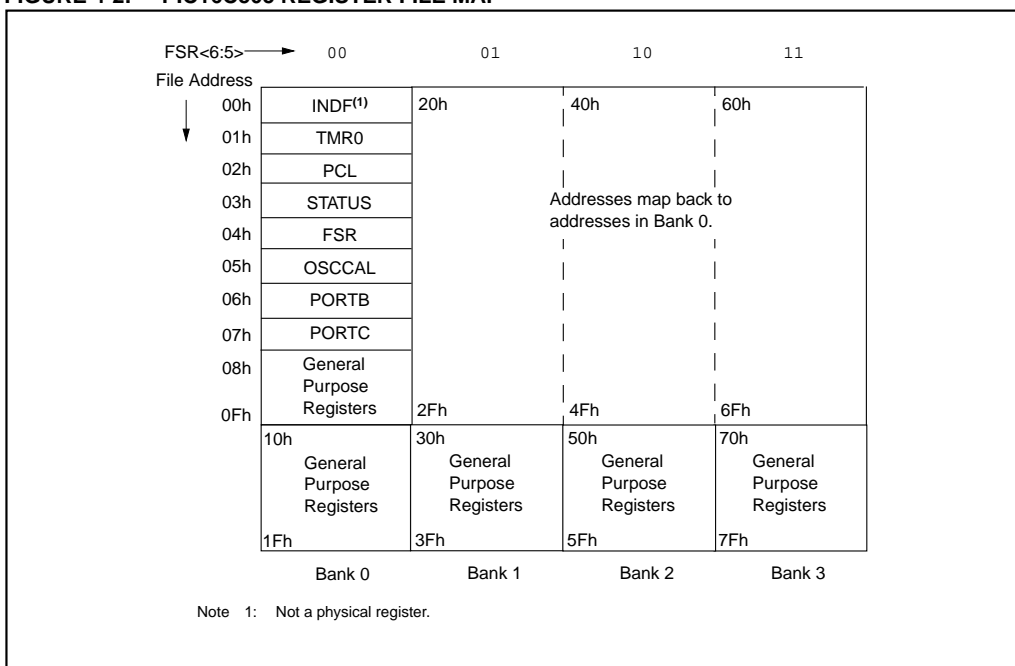 FSR<6:5> 00 01 10 11
File Address
00h INDF(1) 20h 40h 60h
01h TMR0
02h PCL
03h STATUS Addresses map back to
addresses in Bank 0.
04h FSR
05h OSCCAL
06h PORTB
07h PORTC
08h General
Purpose
0Fh Registers 2Fh 4Fh 6Fh
10h 30h 50h 70h
General General General General
Purpose Purpose Purpose Purpose
Registers Registers Registers Registers
1Fh 3Fh 5Fh 7Fh
Bank 0 Bank 1 Bank 2 Bank 3
Note 1: Not a physical register.